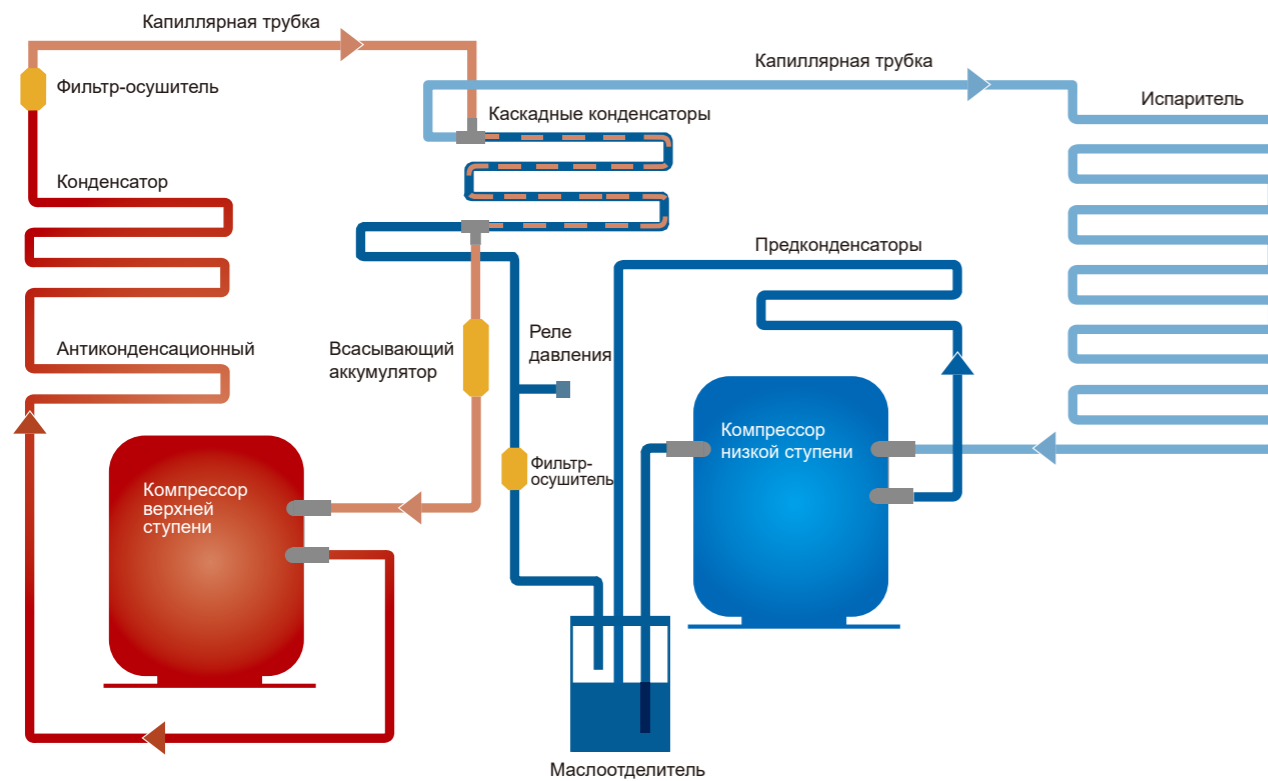 Капиллярная трубка
Фильтр-осушитель
Капиллярная трубка
Испаритель
Каскадные конденсаторы
Конденсатор
Предконденсаторы
Антиконденсационный
Всасывающий
аккумулятор
Реле
давления
Компрессор
низкой ступени
Фильтр-
осушитель
Компрессор
верхней
ступени
Маслоотделитель